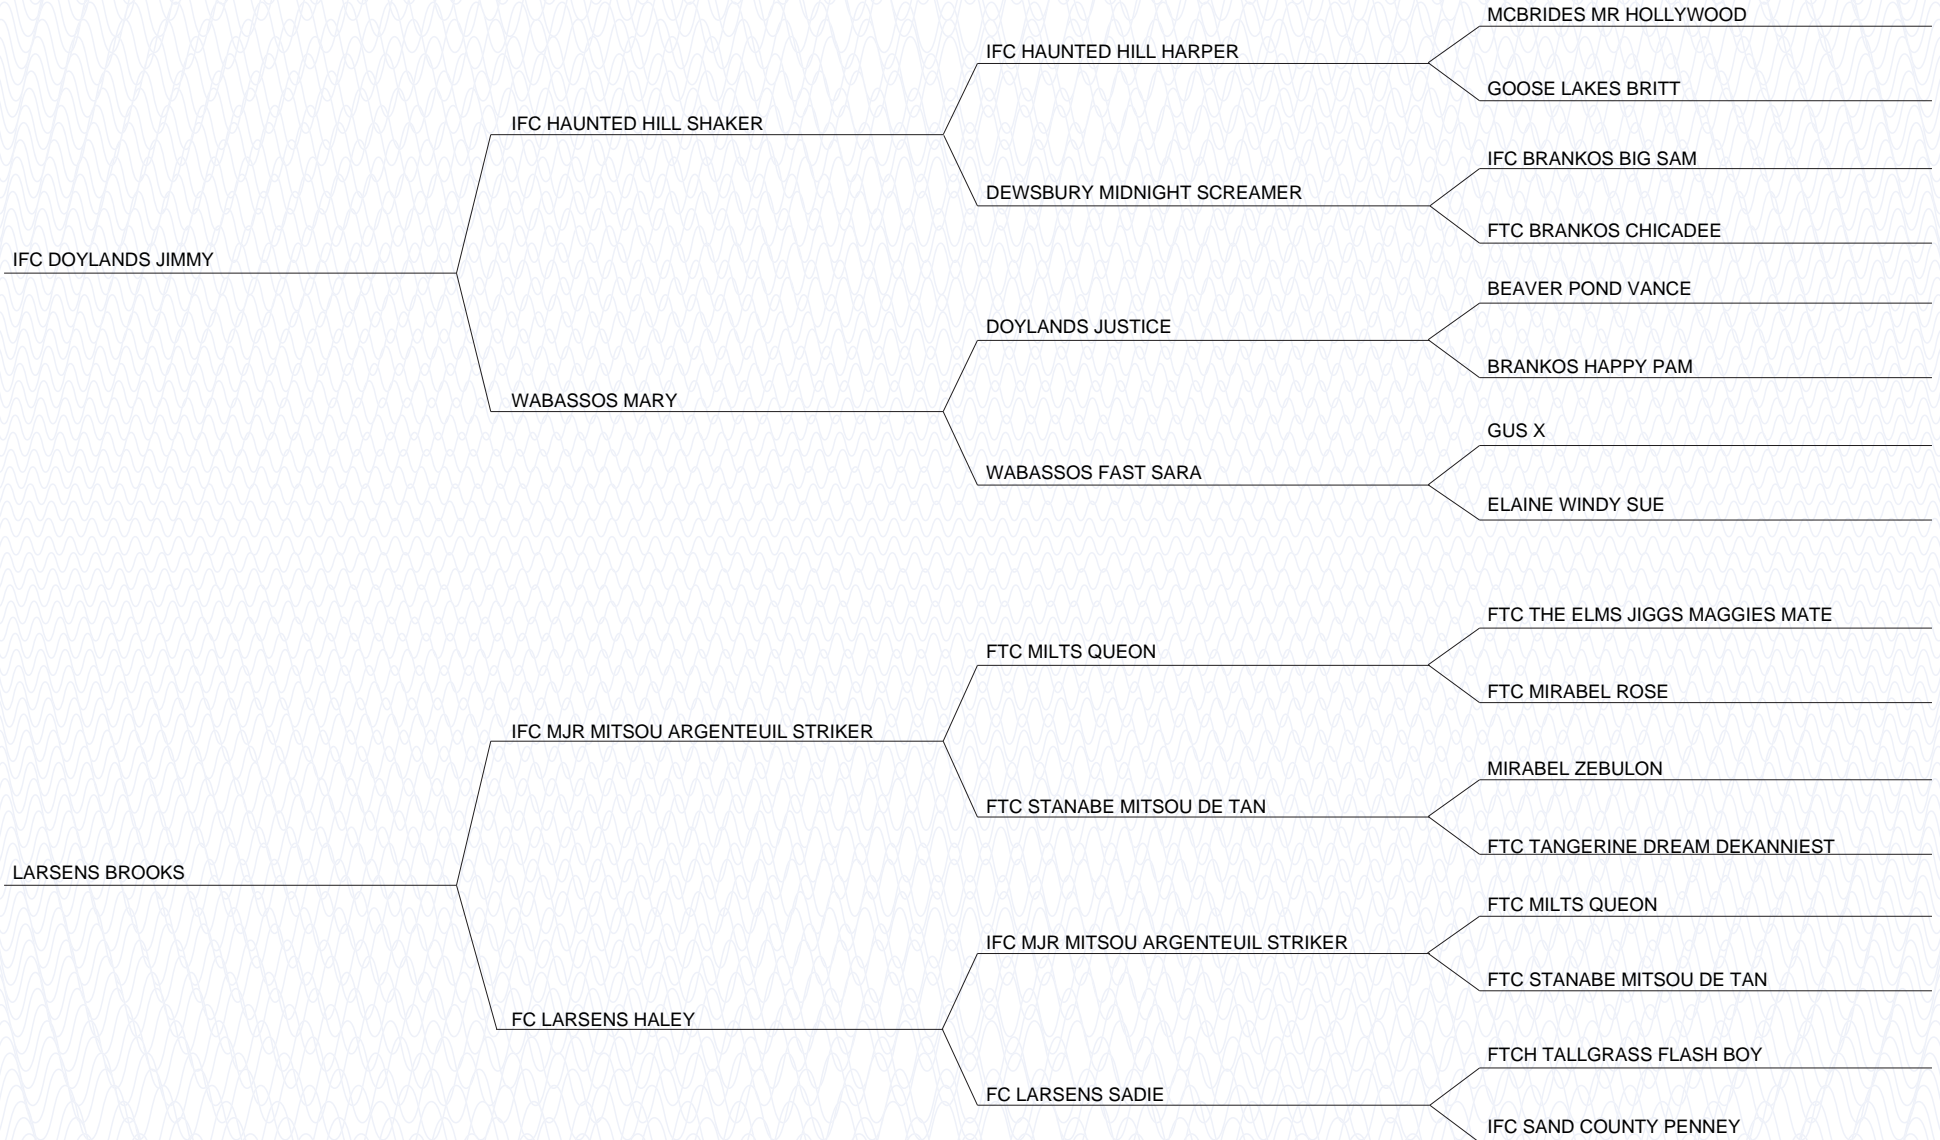 MCBRIDES MR HOLLYWOOD
IFC HAUNTED HILL HARPER
GOOSE LAKES BRITT
IFC HAUNTED HILL SHAKER
IFC BRANKOS BIG SAM
DEWSBURY MIDNIGHT SCREAMER
FTC BRANKOS CHICADEE
IFC DOYLANDS JIMMY
BEAVER POND VANCE
DOYLANDS JUSTICE
BRANKOS HAPPY PAM
WABASSOS MARY
GUS X
WABASSOS FAST SARA
ELAINE WINDY SUE
FTC THE ELMS JIGGS MAGGIES MATE
FTC MILTS QUEON
FTC MIRABEL ROSE
IFC MJR MITSOU ARGENTEUIL STRIKER
MIRABEL ZEBULON
FTC STANABE MITSOU DE TAN
FTC TANGERINE DREAM DEKANNIEST
LARSENS BROOKS
FTC MILTS QUEON
IFC MJR MITSOU ARGENTEUIL STRIKER
FTC STANABE MITSOU DE TAN
FC LARSENS HALEY
FTCH TALLGRASS FLASH BOY
FC LARSENS SADIE
IFC SAND COUNTY PENNEY